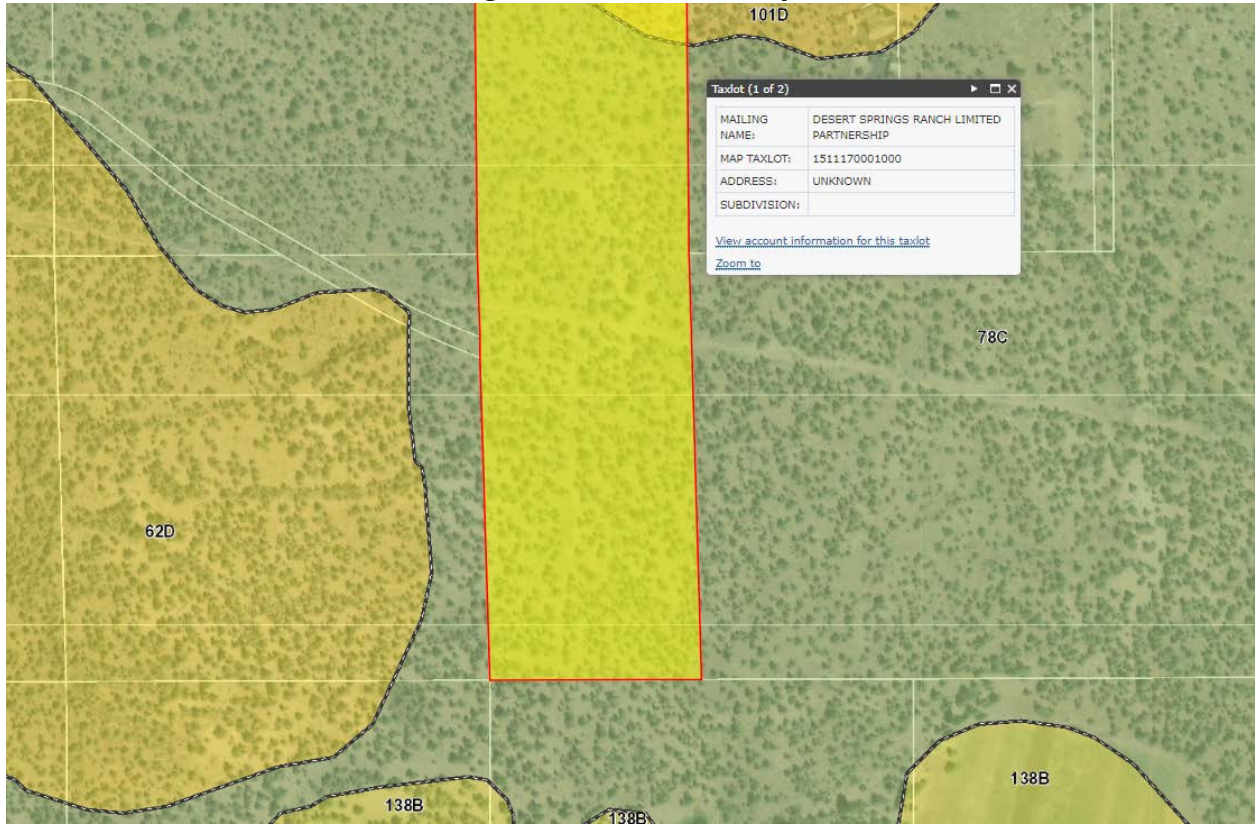 101D
Taxlot (1 of 2)
MAILING NAME: DESERT SPRINGS RANCH LIMITED PARTNERSHIP
MAP TAXLOT: 1511170001000
ADDRESS: UNKNOWN
SUBDIVISION:
View account information for this taxlot
Zoom to
78C
62D
138B
138B
138B